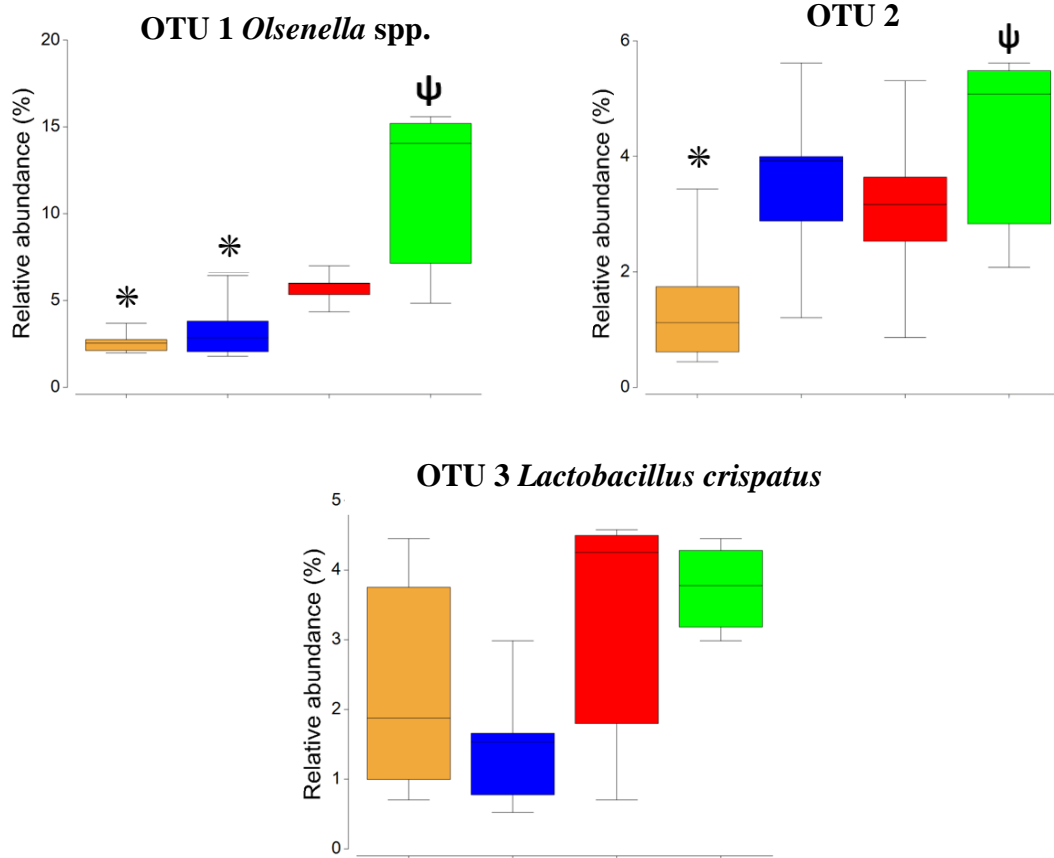 OTU 1 Olsenella spp.
Relative abundance (%)
20
15
10
5
0
*
*
ψ
OTU 2
Relative abundance (%)
6
4
2
0
*
ψ
OTU 3 Lactobacillus crispatus
Relative abundance (%)
5
4
3
2
1
0